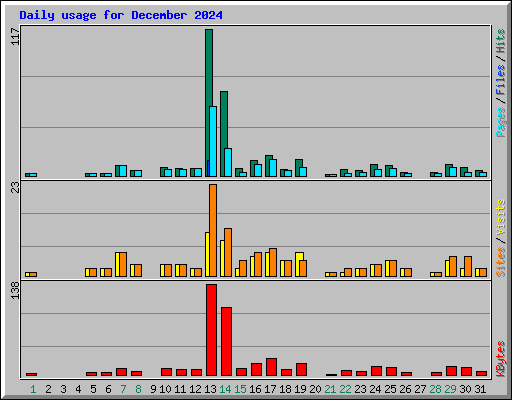 Daily usage for December 2024
117
Pages / Files / Hits
23
Sites / Visits
138
KBytes
1 2 3 4 5 6 7 8 9 10 11 12 13 14 15 16 17 18 19 20 21 22 23 24 25 26 27 28 29 30 31